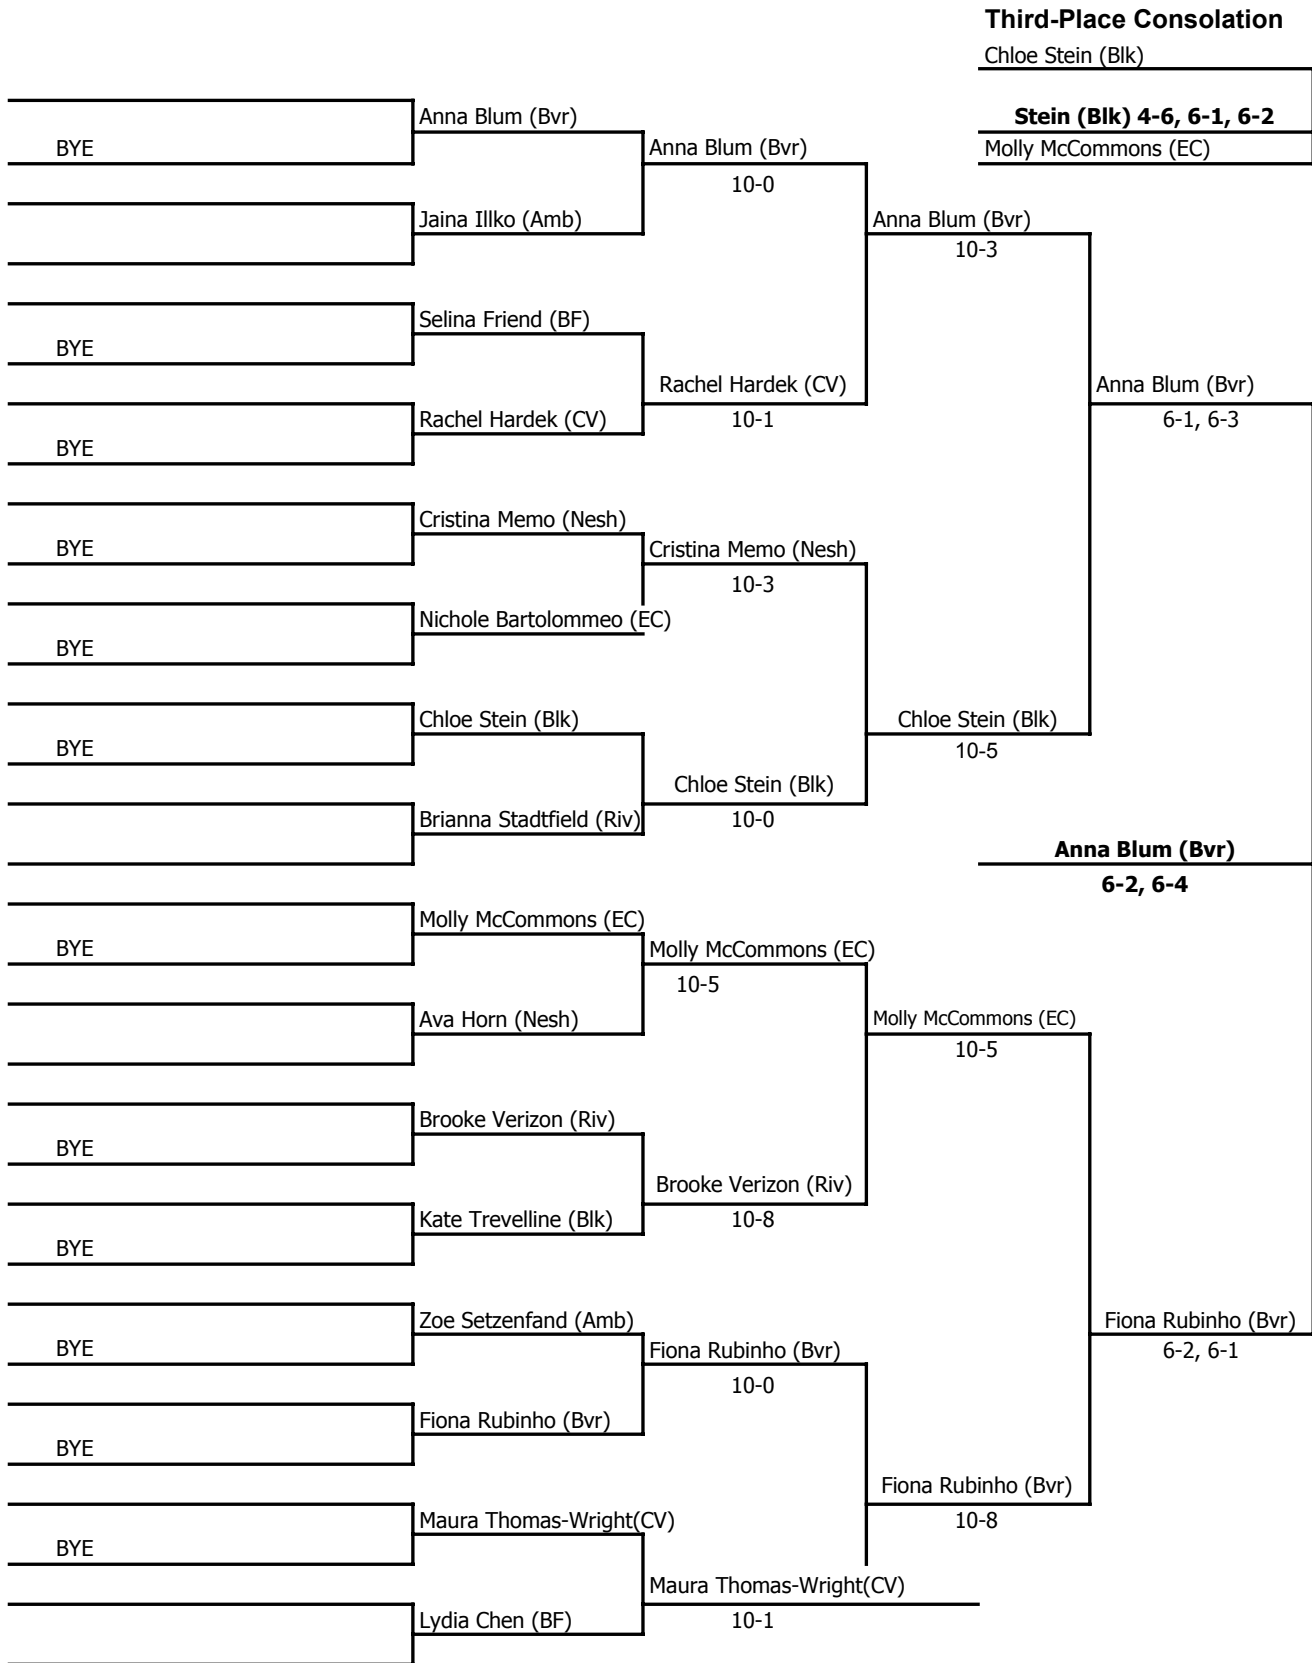 Third-Place Consolation
Chloe Stein (Blk)
Stein (Blk) 4-6, 6-1, 6-2
Molly McCommons (EC)
BYE
BYE
BYE
BYE
BYE
BYE
BYE
BYE
BYE
BYE
BYE
BYE
Anna Blum (Bvr)
Jaina Illko (Amb)
Selina Friend (BF)
Rachel Hardek (CV)
Cristina Memo (Nesh)
Nichole Bartolommeo (EC)
Chloe Stein (Blk)
Brianna Stadtfield (Riv)
Molly McCommons (EC)
Ava Horn (Nesh)
Brooke Verizon (Riv)
Kate Trevelline (Blk)
Zoe Setzenfand (Amb)
Fiona Rubinho (Bvr)
Maura Thomas-Wright(CV)
Lydia Chen (BF)
Anna Blum (Bvr)
10-0
Rachel Hardek (CV)
10-1
Cristina Memo (Nesh)
10-3
Chloe Stein (Blk)
10-0
Molly McCommons (EC)
10-5
Brooke Verizon (Riv)
10-8
Fiona Rubinho (Bvr)
10-0
Maura Thomas-Wright(CV)
10-1
Anna Blum (Bvr)
10-3
Chloe Stein (Blk)
10-5
Molly McCommons (EC)
10-5
Fiona Rubinho (Bvr)
10-8
Anna Blum (Bvr)
6-1, 6-3
Fiona Rubinho (Bvr)
6-2, 6-1
Anna Blum (Bvr)
6-2, 6-4